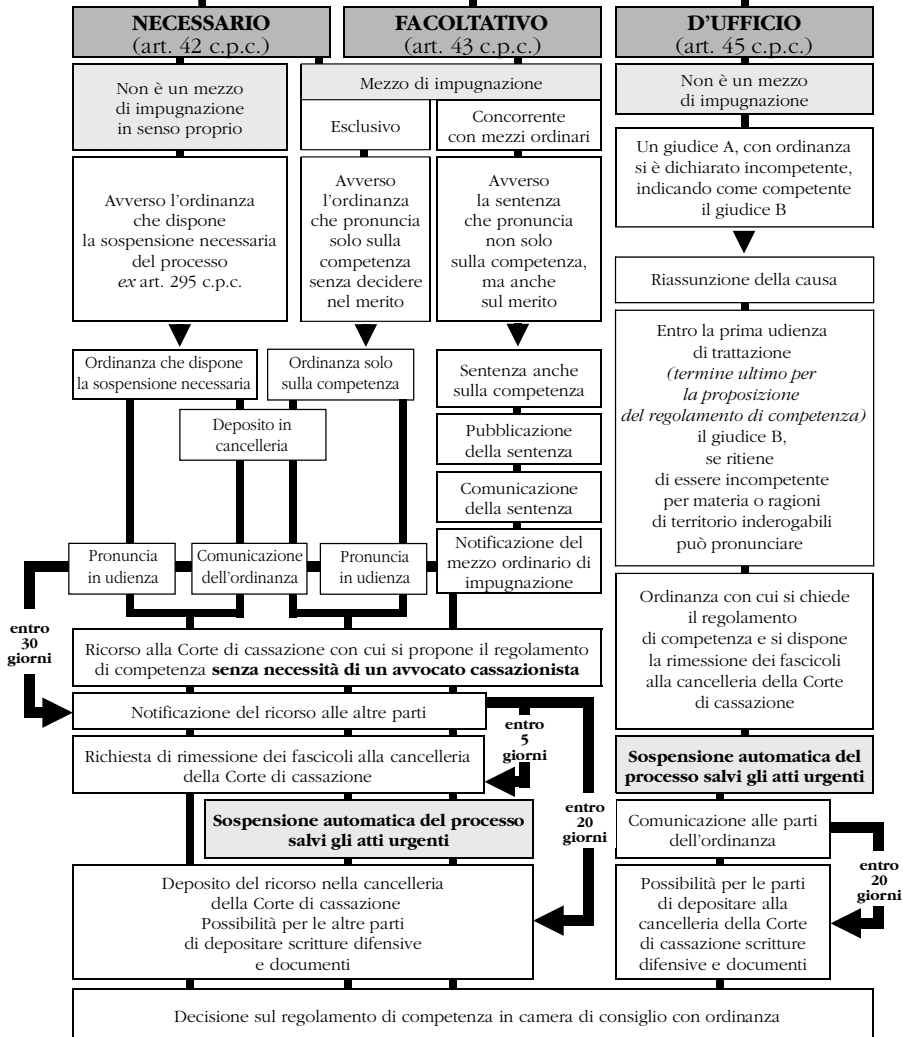 NECESSARIO
(art. 42 c.p.c.)
FACOLTATIVO
(art. 43 c.p.c.)
D'UFFICIO
(art. 45 c.p.c.)
Non è un mezzo
di impugnazione
in senso proprio
Mezzo di impugnazione
Esclusivo
Concorrente
con mezzi ordinari
Non è un mezzo
di impugnazione
Avverso l'ordinanza
che dispone
la sospensione necessaria
del processo
ex art. 295 c.p.c.
Avverso
l'ordinanza
che pronuncia
solo sulla
competenza
senza decidere
nel merito
Avverso
la sentenza
che pronuncia
non solo
sulla competenza,
ma anche
sul merito
Un giudice A, con ordinanza
si è dichiarato incompetente,
indicando come competente
il giudice B
Riassunzione della causa
Ordinanza che dispone
la sospensione necessaria
Ordinanza solo
sulla competenza
Sentenza anche
sulla competenza
Deposito in
cancelleria
Pubblicazione
della sentenza
Comunicazione
della sentenza
Entro la prima udienza
di trattazione
(termine ultimo per
la proposizione
del regolamento di competenza)
il giudice B,
se ritiene
di essere incompetente
per materia o ragioni
di territorio inderogabili
può pronunciare
Pronuncia
in udienza
Comunicazione
dell'ordinanza
Pronuncia
in udienza
Notificazione del
mezzo ordinario di
impugnazione
entro
30
giorni
Ricorso alla Corte di cassazione con cui si propone il regolamento
di competenza senza necessità di un avvocato cassazionista
Ordinanza con cui si chiede
il regolamento
di competenza e si dispone
la rimessione dei fascicoli
alla cancelleria della Corte
di cassazione
Notificazione del ricorso alle altre parti
entro
5
giorni
Richiesta di rimessione dei fascicoli alla cancelleria
della Corte di cassazione
Sospensione automatica del
processo salvi gli atti urgenti
Sospensione automatica del processo
salvi gli atti urgenti
entro
20
giorni
Comunicazione alle parti
dell'ordinanza
entro
20
giorni
Deposito del ricorso nella cancelleria
della Corte di cassazione
Possibilità per le altre parti
di depositare scritture difensive
e documenti
Possibilità per le parti
di depositare alla
cancelleria della Corte
di cassazione scritture
difensive e documenti
Decisione sul regolamento di competenza in camera di consiglio con ordinanza